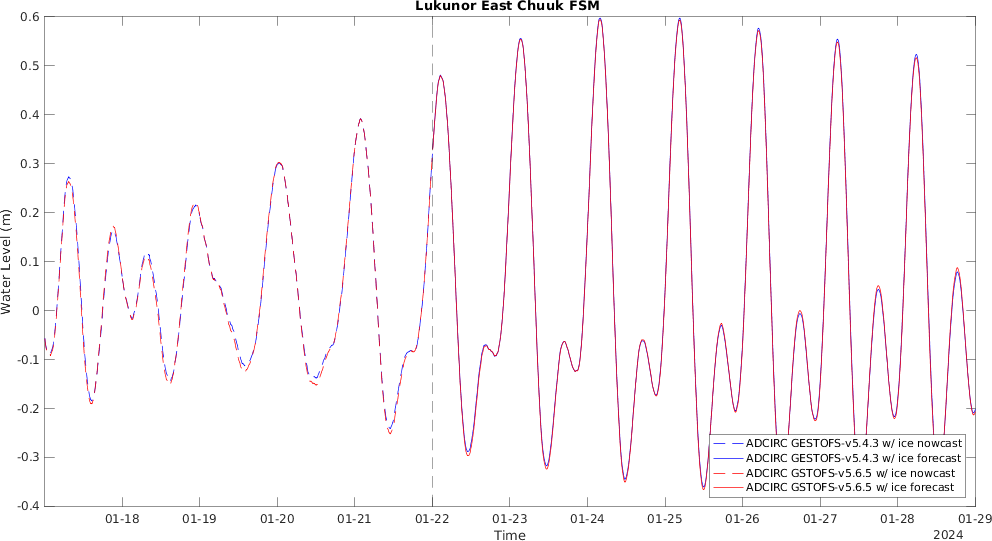 Lukunor East Chuuk FSM
0.6
0.5
0.4
0.3
0.2
0.1
0
-0.1
-0.2
-0.3
-0.4
Water Level (m)
ADCIRC GESTOFS-v5.4.3 w/ ice nowcast
ADCIRC GESTOFS-v5.4.3 w/ ice forecast
ADCIRC GSTOFS-v5.6.5 w/ ice nowcast
ADCIRC GSTOFS-v5.6.5 w/ ice forecast
01-18 01-19 01-20 01-21 01-22 01-23 01-24 01-25 01-26 01-27 01-28 01-29
Time
2024